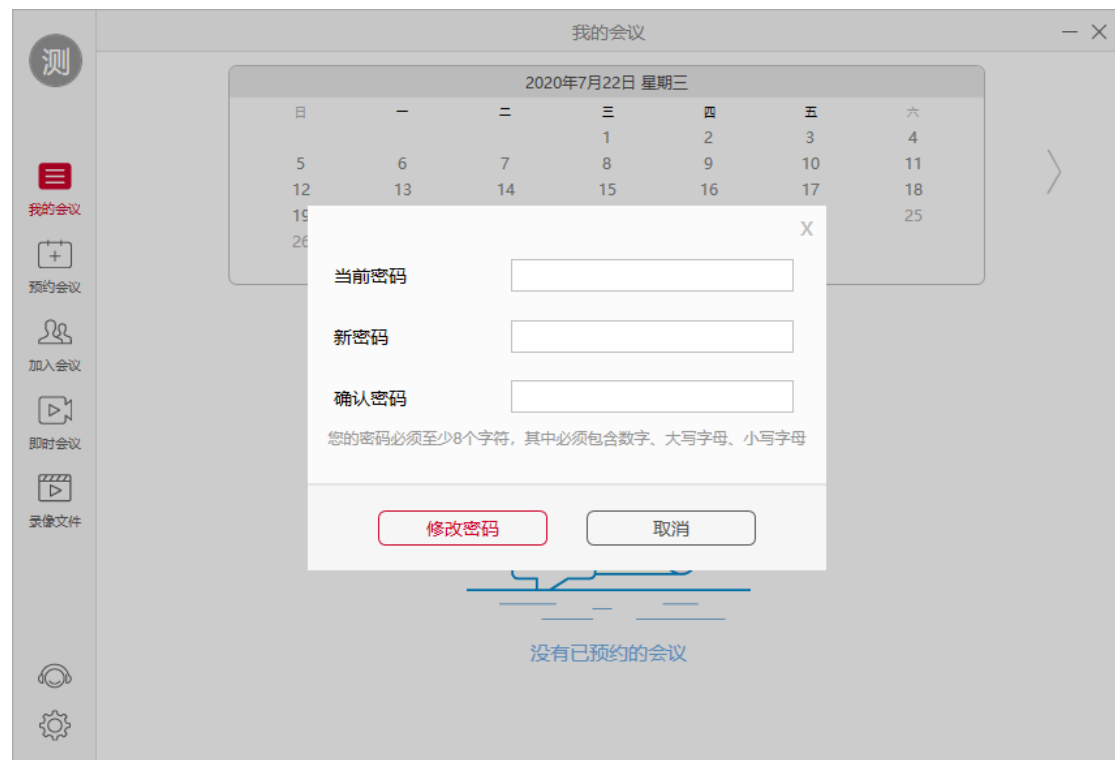 我的会议
测
2020年7月22日 星期三
日 一 二 三 四 五 六
1 2 3 4
5 6 7 8 9 10 11
12 13 14 15 16 17 18
19 25
26
X
我的会议
预约会议
加入会议
即时会议
录像文件
当前密码
新密码
确认密码
您的密码必须至少8个字符，其中必须包含数字、大写字母、小写字母
修改密码 取消
没有已预约的会议